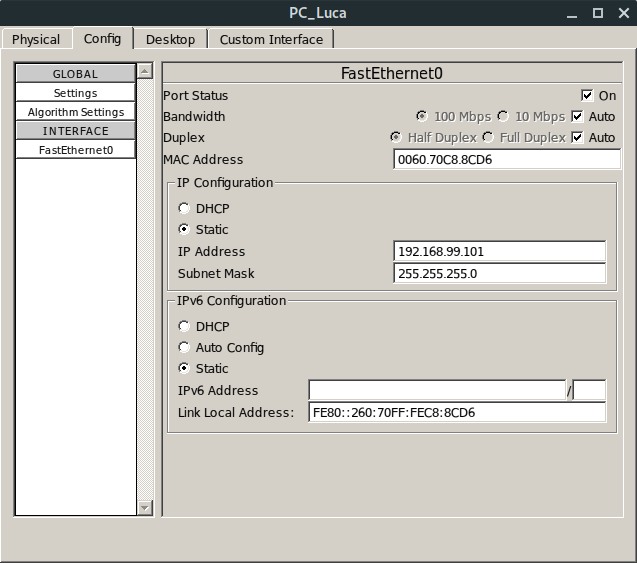 PC_Luca
Physical Config Desktop Custom Interface
GLOBAL
Settings
Algorithm Settings
INTERFACE
FastEthernet0
FastEthernet0
Port Status On
Bandwidth 100 Mbps 10 Mbps Auto
Duplex Half Duplex Full Duplex Auto
MAC Address 0060.70C8.8CD6
IP Configuration
DHCP
Static
IP Address 192.168.99.101
Subnet Mask 255.255.255.0
IPv6 Configuration
DHCP
Auto Config
Static
IPv6 Address /
Link Local Address: FE80::260:70FF:FEC8:8CD6